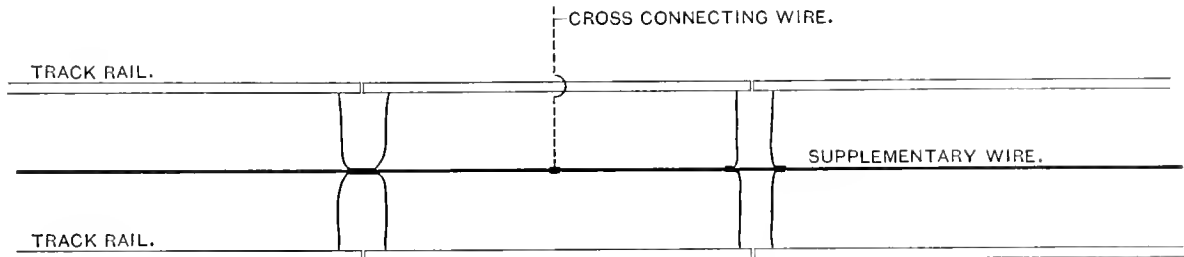 CROSS CONNECTING WIRE.
TRACK RAIL.
SUPPLEMENTARY WIRE.
TRACK RAIL.